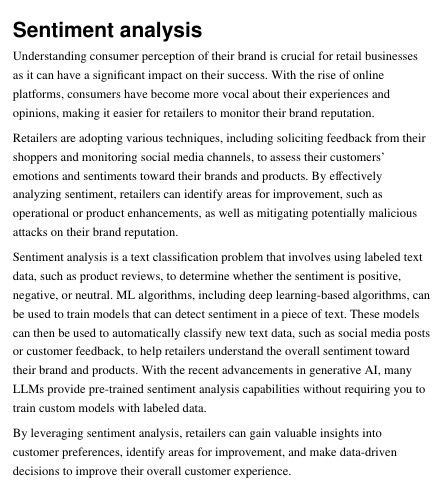 Sentiment analysis
Understanding consumer perception of their brand is crucial for retail businesses
as it can have a significant impact on their success. With the rise of online
platforms, consumers have become more vocal about their experiences and
opinions, making it easier for retailers to monitor their brand reputation.
Retailers are adopting various techniques, including soliciting feedback from their
shoppers and monitoring social media channels, to assess their customers’
emotions and sentiments toward their brands and products. By effectively
analyzing sentiment, retailers can identify areas for improvement, such as
operational or product enhancements, as well as mitigating potentially malicious
attacks on their brand reputation.
Sentiment analysis is a text classification problem that involves using labeled text
data, such as product reviews, to determine whether the sentiment is positive,
negative, or neutral. ML algorithms, including deep learning-based algorithms, can
be used to train models that can detect sentiment in a piece of text. These models
can then be used to automatically classify new text data, such as social media posts
or customer feedback, to help retailers understand the overall sentiment toward
their brand and products. With the recent advancements in generative AI, many
LLMs provide pre-trained sentiment analysis capabilities without requiring you to
train custom models with labeled data.
By leveraging sentiment analysis, retailers can gain valuable insights into
customer preferences, identify areas for improvement, and make data-driven
decisions to improve their overall customer experience.